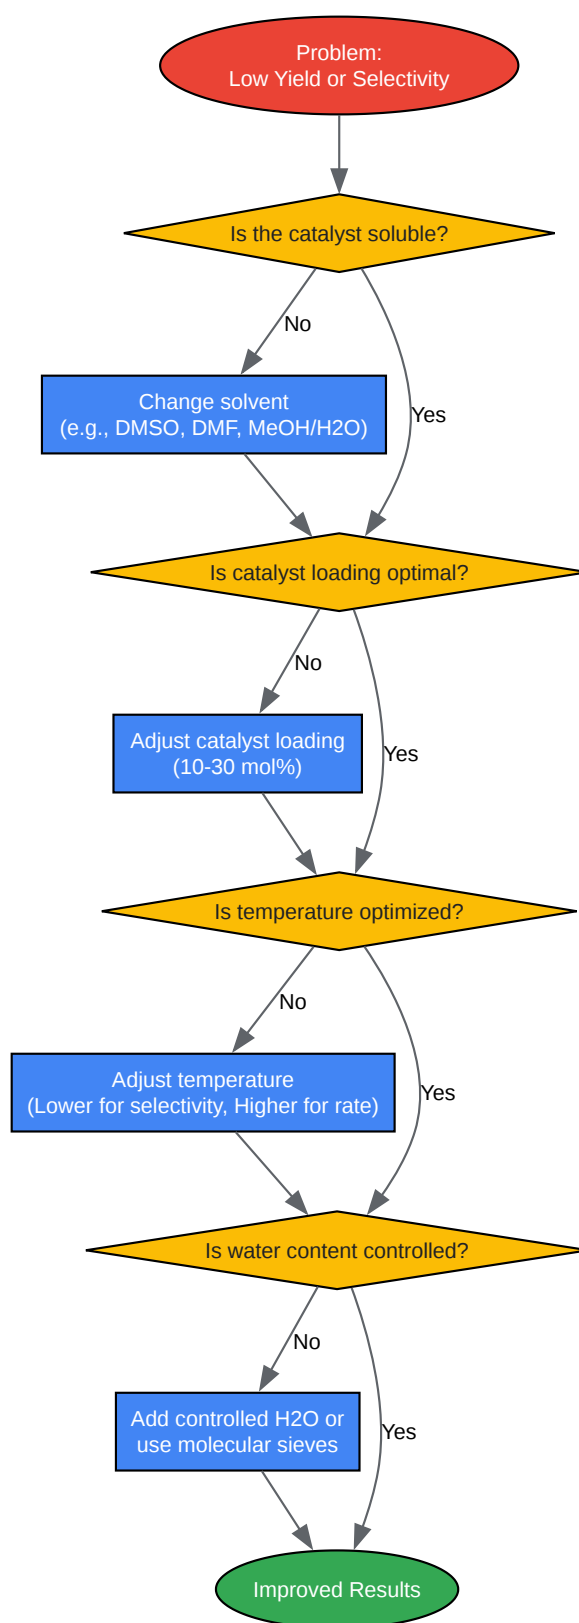 Problem:
Low Yield or Selectivity
Is the catalyst soluble?
No
Change solvent
(e.g., DMSO, DMF, MeOH/H2O)
Yes
Is catalyst loading optimal?
No
Adjust catalyst loading
(10-30 mol%)
Yes
Is temperature optimized?
No
Adjust temperature
(Lower for selectivity, Higher for rate)
Yes
Is water content controlled?
No
Add controlled H2O or
use molecular sieves
Yes
Improved Results